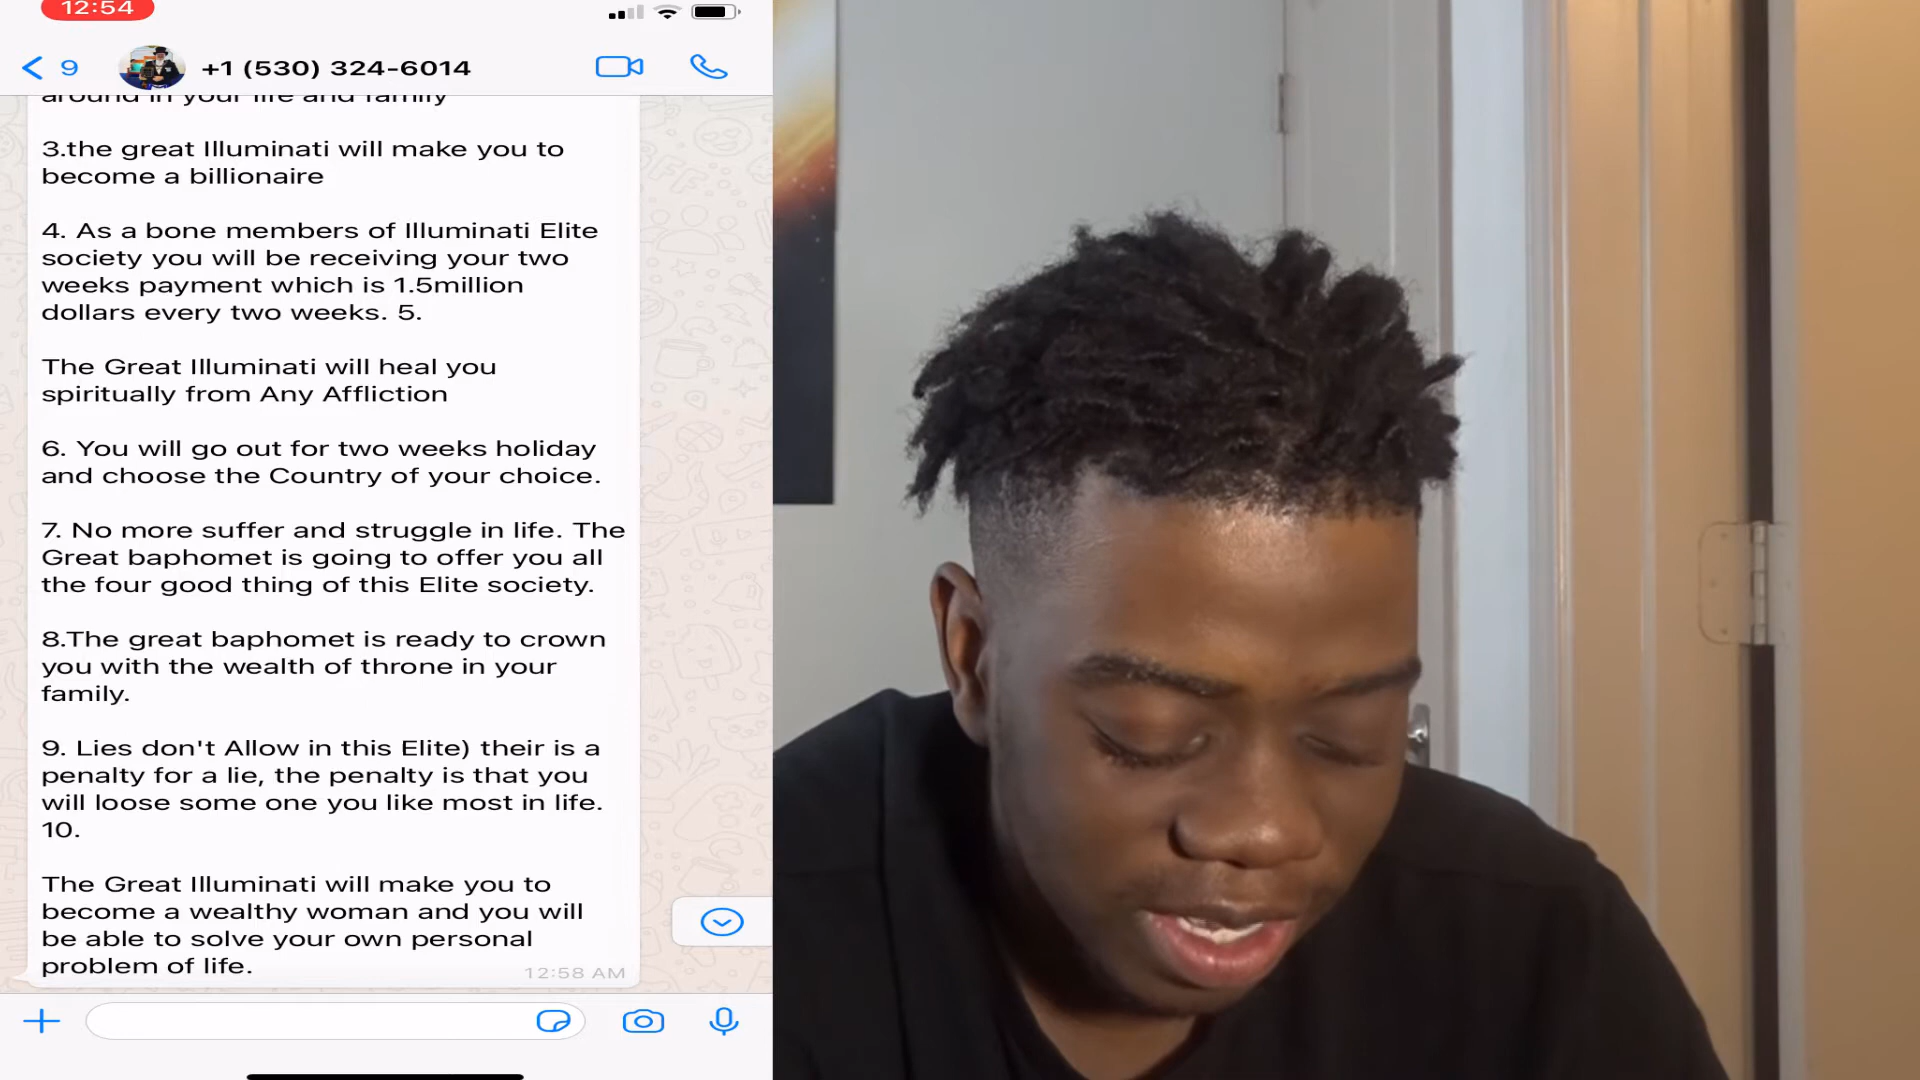 12:54
9
+1 (530) 324-6014
around in your life and family
3.the great Illuminati will make you to
become a billionaire
4. As a bone members of Illuminati Elite
society you will be receiving your two
weeks payment which is 1.5million
dollars every two weeks. 5.
The Great Illuminati will heal you
spiritually from Any Affliction
6. You will go out for two weeks holiday
and choose the Country of your choice.
7. No more suffer and struggle in life. The
Great baphomet is going to offer you all
the four good thing of this Elite society.
8.The great baphomet is ready to crown
you with the wealth of throne in your
family.
9. Lies don't Allow in this Elite) their is a
penalty for a lie, the penalty is that you
will loose some one you like most in life.
10.
The Great Illuminati will make you to
become a wealthy woman and you will
be able to solve your own personal
problem of life.
12:58 AM